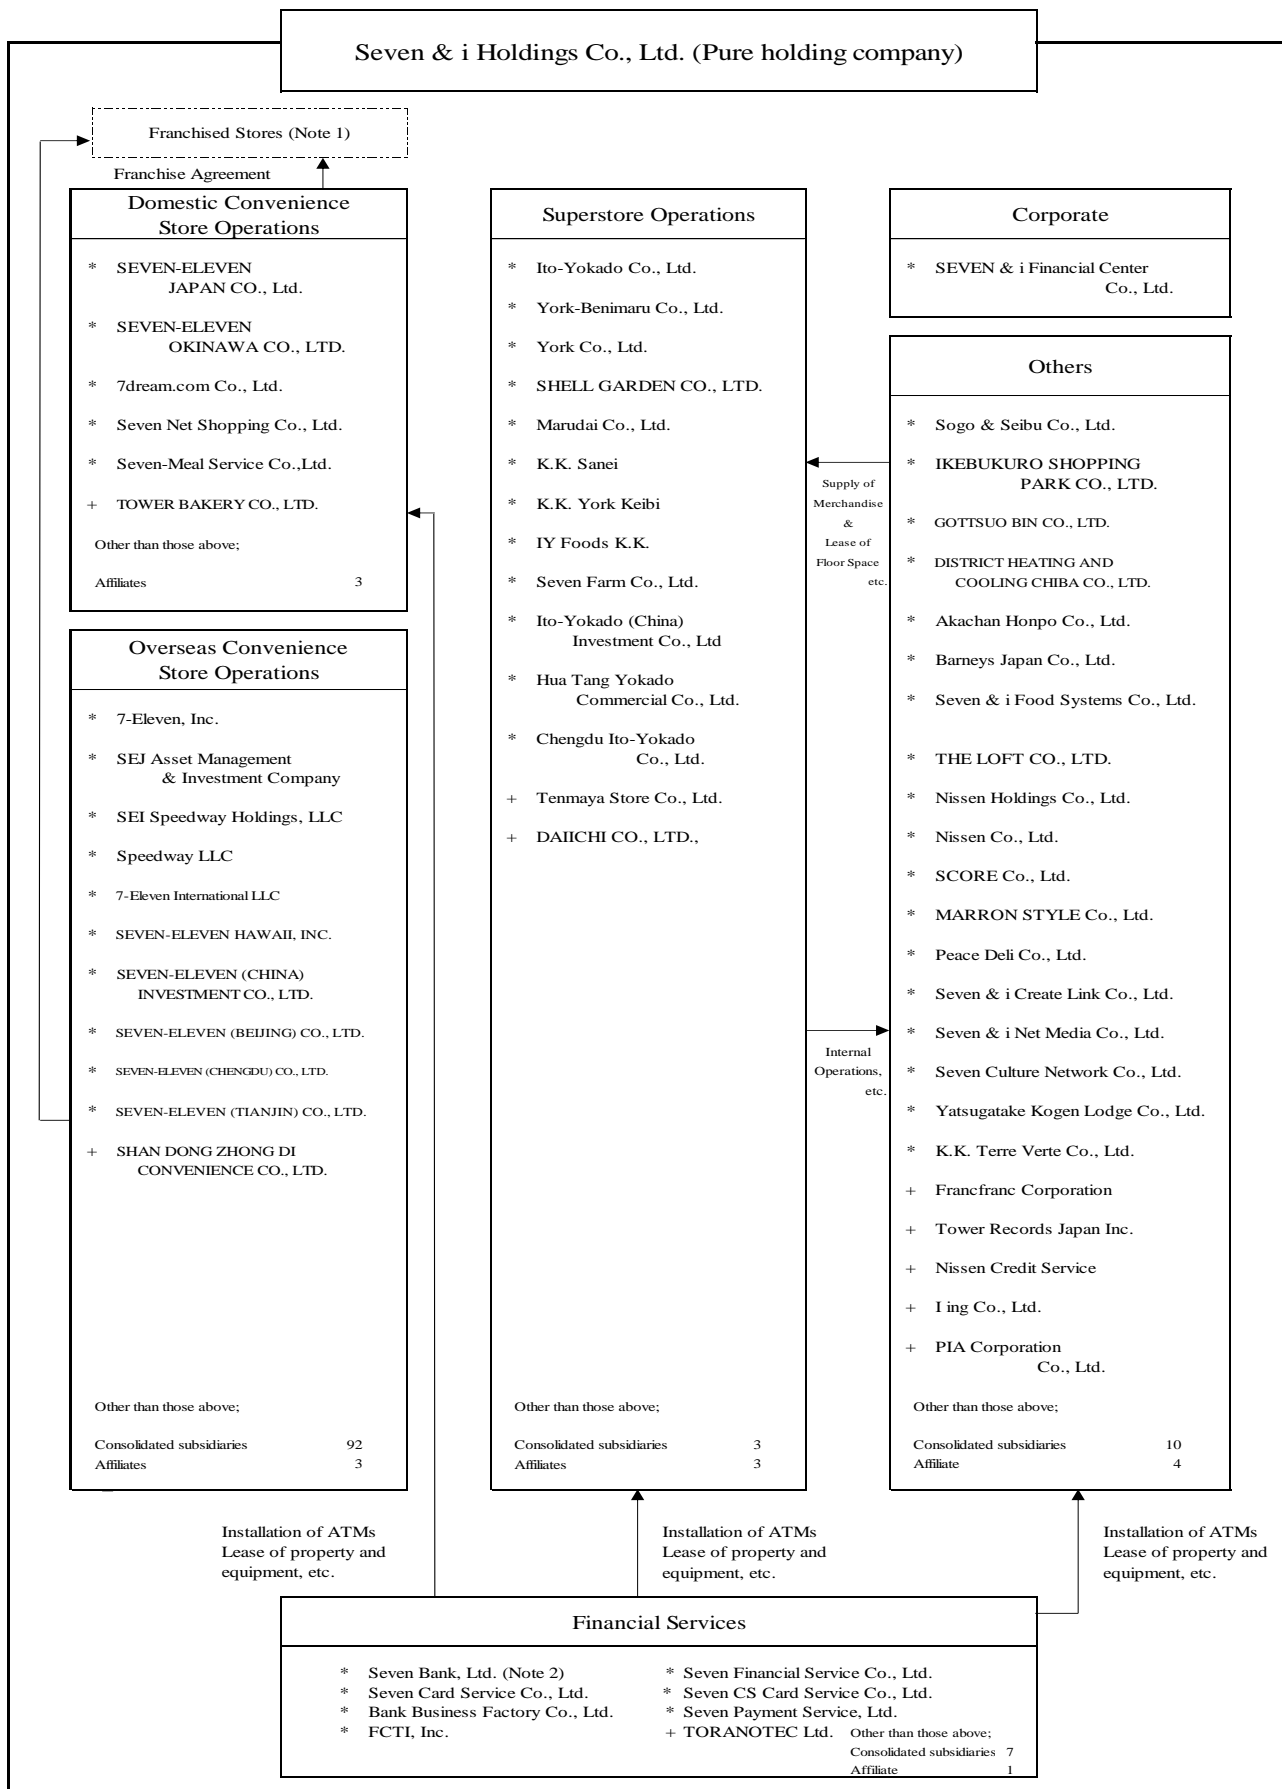 Seven & i Holdings Co., Ltd. (Pure holding company)
Franchised Stores (Note 1)
Franchise Agreement
Domestic Convenience
Store Operations
* SEVEN-ELEVEN
JAPAN CO., Ltd.
* SEVEN-ELEVEN
OKINAWA CO., LTD.
* 7dream.com Co., Ltd.
* Seven Net Shopping Co., Ltd.
* Seven-Meal Service Co.,Ltd.
+ TOWER BAKERY CO., LTD.
Other than those above;
Affiliates 3
Overseas Convenience
Store Operations
* 7-Eleven, Inc.
* SEJ Asset Management
& Investment Company
* SEI Speedway Holdings, LLC
* Speedway LLC
* 7-Eleven International LLC
* SEVEN-ELEVEN HAWAII, INC.
* SEVEN-ELEVEN (CHINA)
INVESTMENT CO., LTD.
* SEVEN-ELEVEN (BEIJING) CO., LTD.
* SEVEN-ELEVEN (CHENGDU) CO., LTD.
* SEVEN-ELEVEN (TIANJIN) CO., LTD.
+ SHAN DONG ZHONG DI
CONVENIENCE CO., LTD.
Other than those above;
Consolidated subsidiaries 92
Affiliates 3
Superstore Operations
* Ito-Yokado Co., Ltd.
* York-Benimaru Co., Ltd.
* York Co., Ltd.
* SHELL GARDEN CO., LTD.
* Marudai Co., Ltd.
* K.K. Sanei
* K.K. York Keibi
* IY Foods K.K.
* Seven Farm Co., Ltd.
* Ito-Yokado (China)
Investment Co., Ltd
* Hua Tang Yokado
Commercial Co., Ltd.
* Chengdu Ito-Yokado
Co., Ltd.
+ Tenmaya Store Co., Ltd.
+ DAIICHI CO., LTD.,
Other than those above;
Consolidated subsidiaries 3
Affiliates 3
Supply of
Merchandise
&
Lease of
Floor Space
etc.
Internal
Operations,
etc.
Corporate
* SEVEN & i Financial Center
Co., Ltd.
Others
* Sogo & Seibu Co., Ltd.
* IKEBUKURO SHOPPING
PARK CO., LTD.
* GOTTSUO BIN CO., LTD.
* DISTRICT HEATING AND
COOLING CHIBA CO., LTD.
* Akachan Honpo Co., Ltd.
* Barneys Japan Co., Ltd.
* Seven & i Food Systems Co., Ltd.
* THE LOFT CO., LTD.
* Nissen Holdings Co., Ltd.
* Nissen Co., Ltd.
* SCORE Co., Ltd.
* MARRON STYLE Co., Ltd.
* Peace Deli Co., Ltd.
* Seven & i Create Link Co., Ltd.
* Seven & i Net Media Co., Ltd.
* Seven Culture Network Co., Ltd.
* Yatsugatake Kogen Lodge Co., Ltd.
* K.K. Terre Verte Co., Ltd.
+ Francfranc Corporation
+ Tower Records Japan Inc.
+ Nissen Credit Service
+ I ing Co., Ltd.
+ PIA Corporation
Co., Ltd.
Other than those above;
Consolidated subsidiaries 10
Affiliate 4
Installation of ATMs
Lease of property and
equipment, etc.
Installation of ATMs
Lease of property and
equipment, etc.
Installation of ATMs
Lease of property and
equipment, etc.
Financial Services
* Seven Bank, Ltd. (Note 2)
* Seven Card Service Co., Ltd.
* Bank Business Factory Co., Ltd.
* FCTI, Inc.
* Seven Financial Service Co., Ltd.
* Seven CS Card Service Co., Ltd.
* Seven Payment Service, Ltd.
+ TORANOTEC Ltd.
Other than those above;
Consolidated subsidiaries 7
Affiliate 1